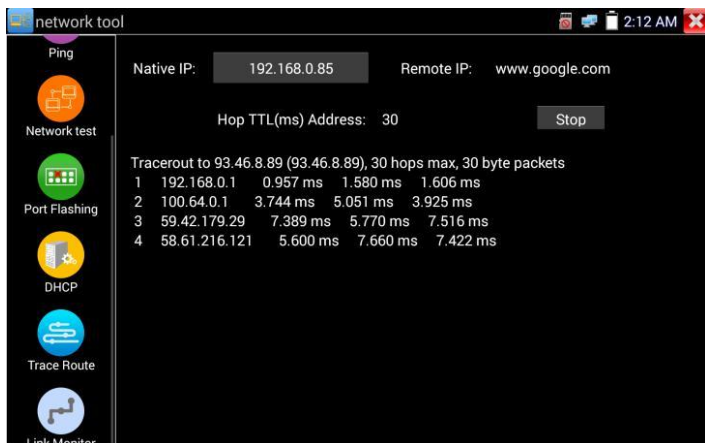 network tool
2:12 AM
Ping
Network test
Port Flashing
DHCP
Trace Route
Link Monitor
Native IP: 192.168.0.85 Remote IP: www.google.com
Hop TTL(ms) Address: 30 Stop
Tracerout to 93.46.8.89 (93.46.8.89), 30 hops max, 30 byte packets
1 192.168.0.1 0.957 ms 1.580 ms 1.606 ms
2 100.64.0.1 3.744 ms 5.051 ms 3.925 ms
3 59.42.179.29 7.389 ms 5.770 ms 7.516 ms
4 58.61.216.121 5.600 ms 7.660 ms 7.422 ms